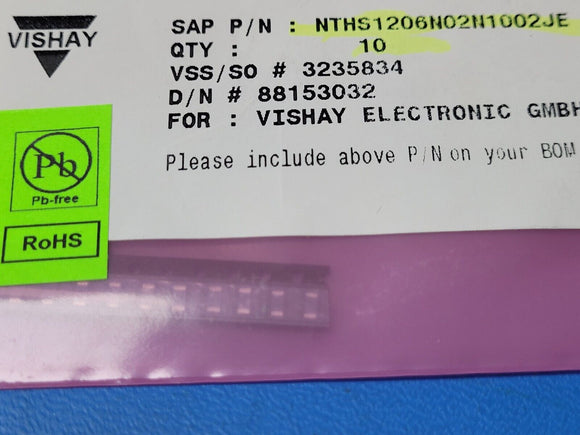 VISHAY
SAP P/N : NTHS1206N02N1002JE
QTY : 10
VSS/SO # 3235834
D/N # 88153032
FOR : VISHAY ELECTRONIC GMBH
Please include above P/N on your BOM
Pb
Pb-free
RoHS